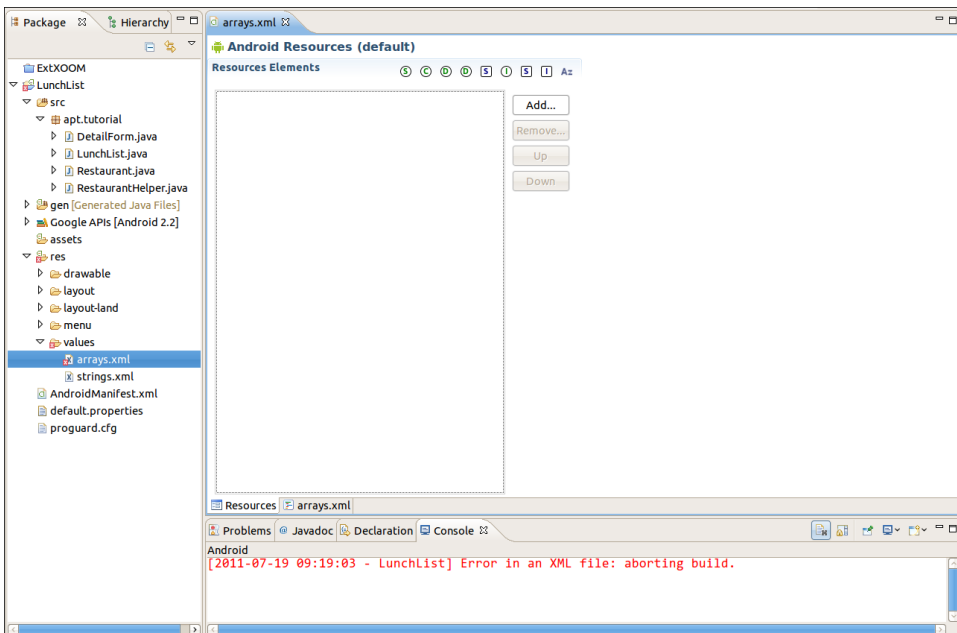 Package
Hierarchy
ExtXOOM
LunchList
src
apt.tutorial
DetailForm.java
LunchList.java
Restaurant.java
RestaurantHelper.java
gen [Generated Java Files]
Google APIs [Android 2.2]
assets
res
drawable
layout
layout-land
menu
values
arrays.xml
strings.xml
AndroidManifest.xml
default.properties
proguard.cfg
arrays.xml
Android Resources (default)
Resources Elements
S C D D S I S I Az
Add...
Remove...
Up
Down
Resources arrays.xml
Problems @ Javadoc Declaration Console
Android
[2011-07-19 09:19:03 - LunchList] Error in an XML file: aborting build.